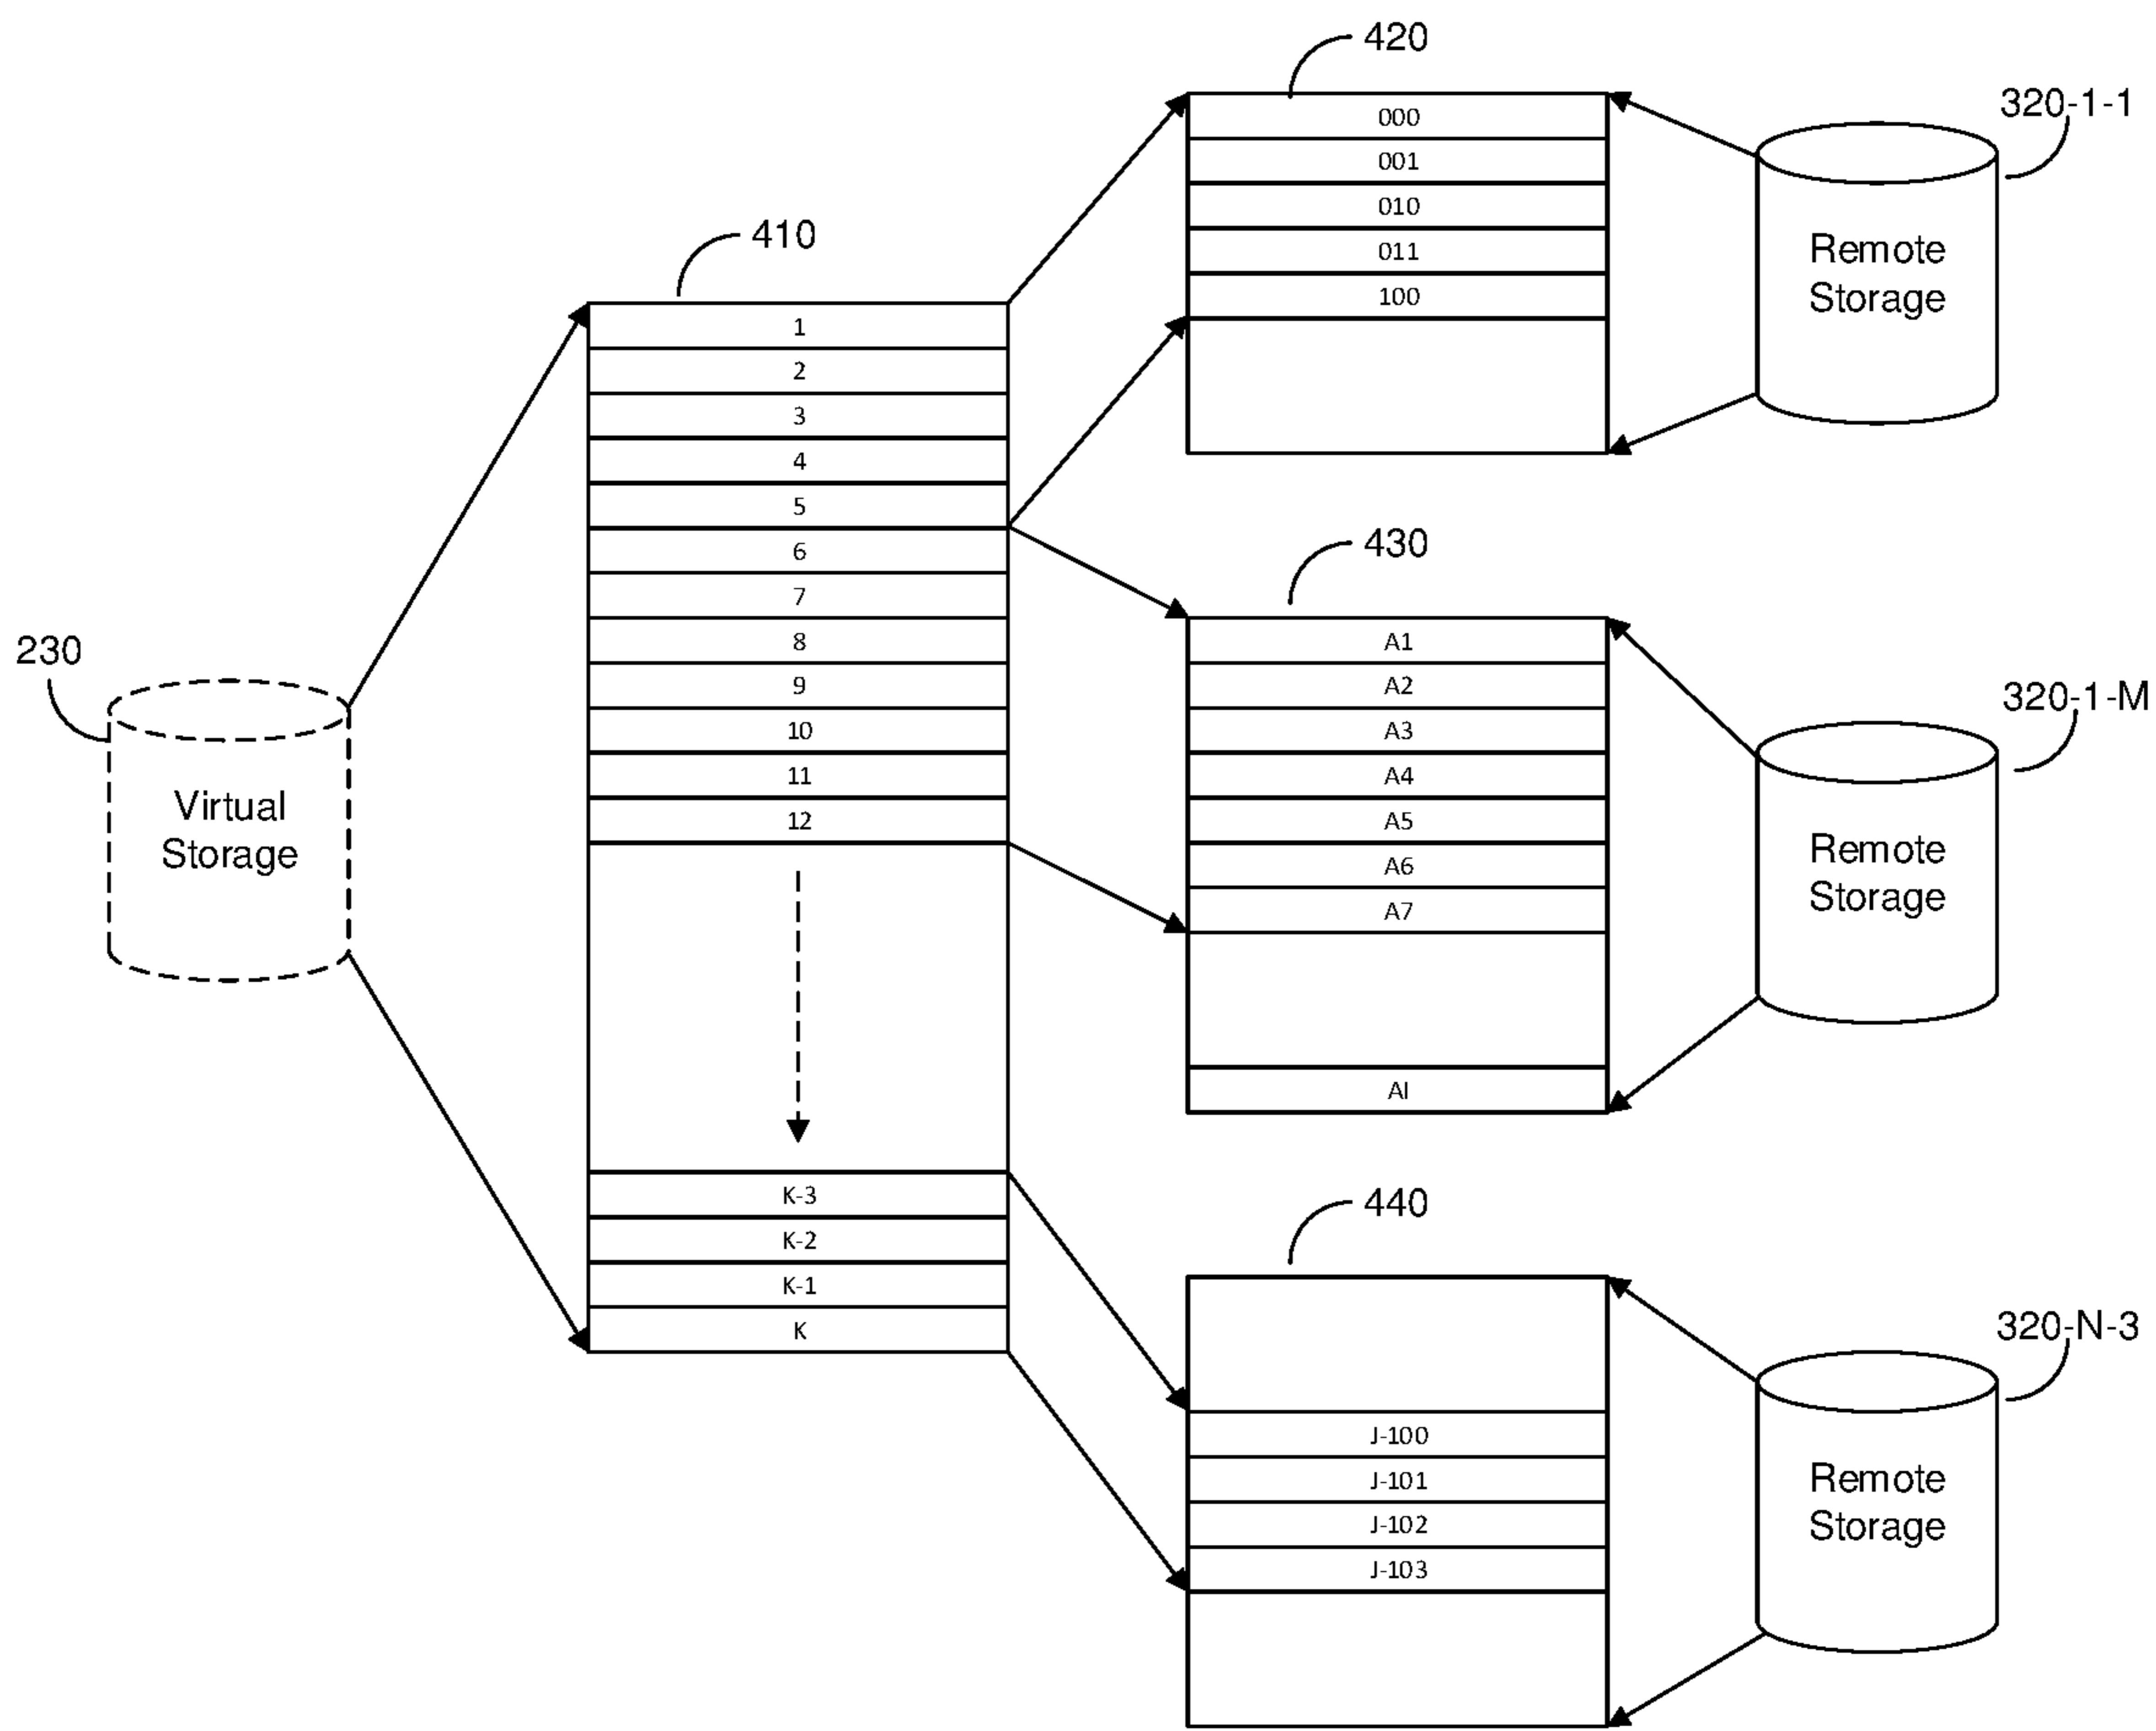 230
Virtual
Storage
410
1
2
3
4
5
6
7
8
9
10
11
12
K-3
K-2
K-1
K
420
000
001
010
011
100
320-1-1
Remote
Storage
430
A1
A2
A3
A4
A5
A6
A7
AI
320-1-M
Remote
Storage
440
J-100
J-101
J-102
J-103
320-N-3
Remote
Storage